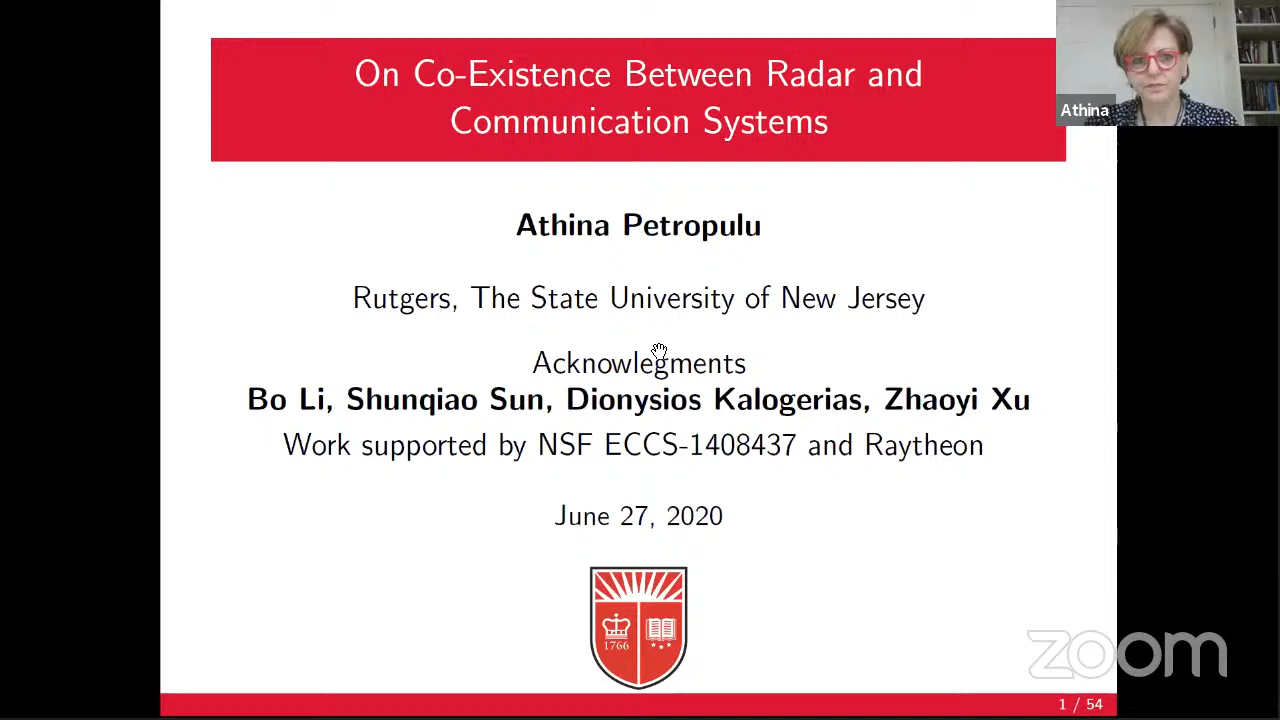 On Co-Existence Between Radar and
Communication Systems
Athina
Athina Petropulu
Rutgers, The State University of New Jersey
Acknowlegments
Bo Li, Shunqiao Sun, Dionysios Kalogerias, Zhaoyi Xu
Work supported by NSF ECCS-1408437 and Raytheon
June 27, 2020
1766
zoom
1 / 54